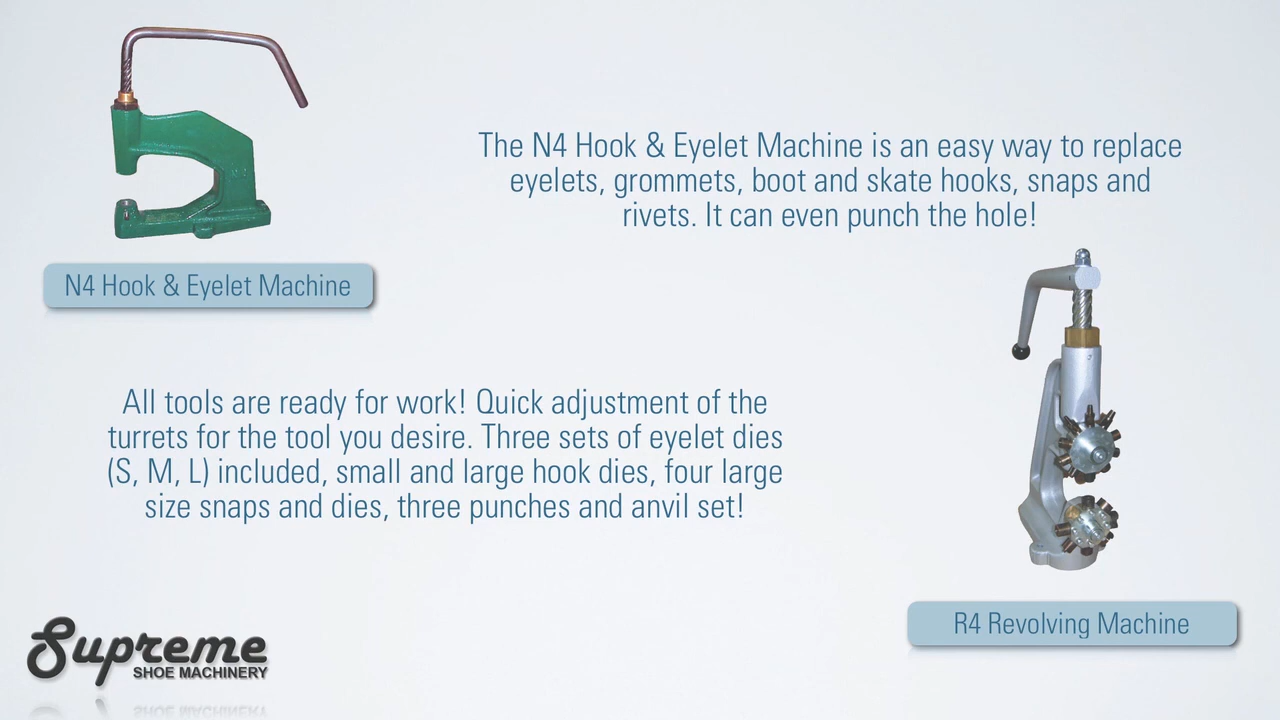 The N4 Hook & Eyelet Machine is an easy way to replace
eyelets, grommets, boot and skate hooks, snaps and
rivets. It can even punch the hole!
N4 Hook & Eyelet Machine
All tools are ready for work! Quick adjustment of the
turrets for the tool you desire. Three sets of eyelet dies
(S, M, L) included, small and large hook dies, four large
size snaps and dies, three punches and anvil set!
R4 Revolving Machine
Supreme
SHOE MACHINERY